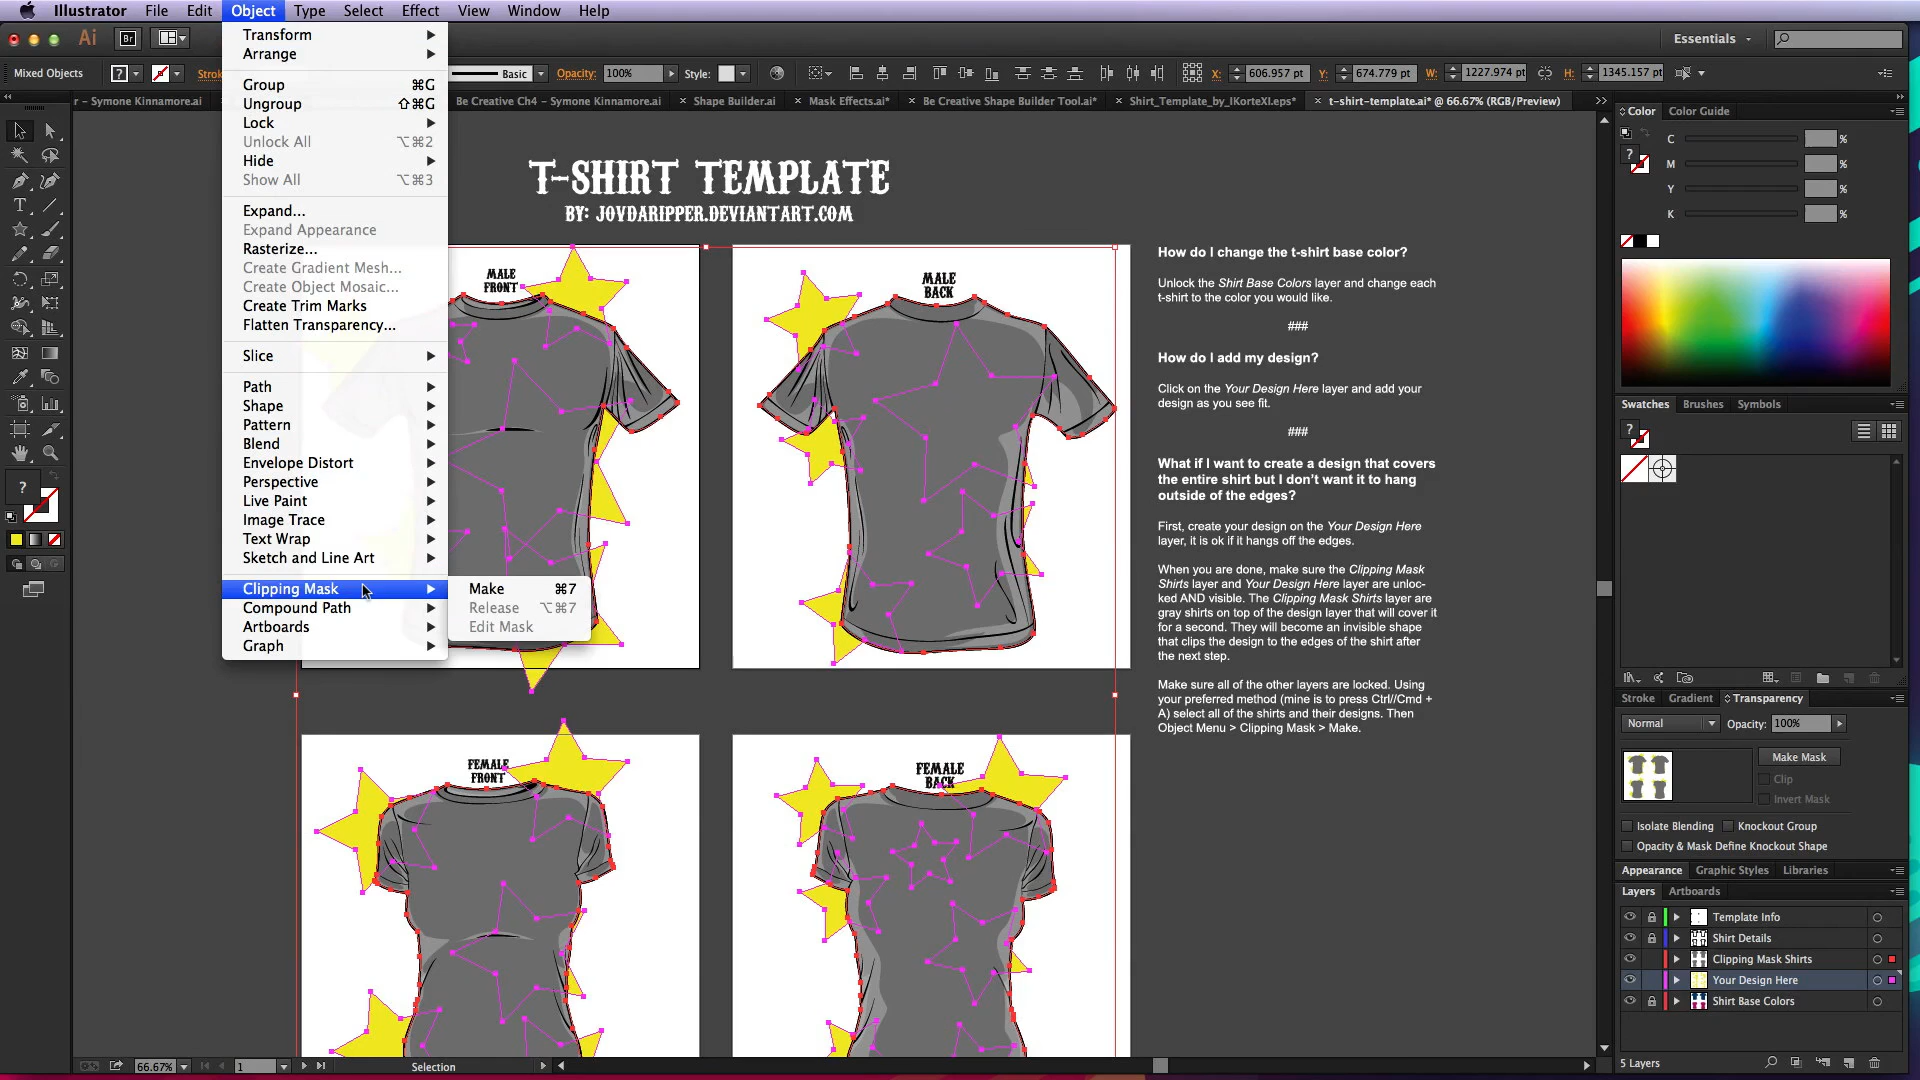 Illustrator File Edit Object Type Select Effect View Window Help
Ai Br Essentials
Mixed Objects ? Basic Opacity: 100% Style: X: 606.957 pt Y: 674.779 pt W: 1227.974 pt H: 1345.157 pt
r - Symone Kinnamore.ai Be Creative Ch4 - Symone Kinnamore.ai Shape Builder.ai Mask Effects.ai* Be Creative Shape Builder Tool.ai* Shirt_Template_by_IKorteXI.eps* t-shirt-template.ai* @ 66.67% (RGB/Preview)
Transform
Arrange
Group ⌘G
Ungroup ⇧⌘G
Lock
Unlock All ⌥⌘2
Hide
Show All ⌥⌘3
Expand...
Expand Appearance
Rasterize...
Create Gradient Mesh...
Create Object Mosaic...
Create Trim Marks
Flatten Transparency...
Slice
Path
Shape
Pattern
Blend
Envelope Distort
Perspective
Live Paint
Image Trace
Text Wrap
Sketch and Line Art
Clipping Mask
Compound Path
Artboards
Graph
Make ⌘7
Release ⌥⌘7
Edit Mask
T-SHIRT TEMPLATE
BY: JOVDARIPPER.DEVIANTART.COM
MALE
FRONT
MALE
BACK
FEMALE
FRONT
FEMALE
BACK
How do I change the t-shirt base color?
Unlock the Shirt Base Colors layer and change each
t-shirt to the color you would like.
###
How do I add my design?
Click on the Your Design Here layer and add your
design as you see fit.
###
What if I want to create a design that covers
the entire shirt but I don't want it to hang
outside of the edges?
First, create your design on the Your Design Here
layer, it is ok if it hangs off the edges.
When you are done, make sure the Clipping Mask
Shirts layer and Your Design Here layer are unloc-
ked AND visible. The Clipping Mask Shirts layer are
gray shirts on top of the design layer that will cover it
for a second. They will become an invisible shape
that clips the design to the edges of the shirt after
the next step.
Make sure all of the other layers are locked. Using
your preferred method (mine is to press Ctrl//Cmd +
A) select all of the shirts and their designs. Then
Object Menu > Clipping Mask > Make.
Color Color Guide
?
C %
M %
Y %
K %
Swatches Brushes Symbols
?
Stroke Gradient Transparency
Normal Opacity: 100%
Make Mask
Clip
Invert Mask
Isolate Blending Knockout Group
Opacity & Mask Define Knockout Shape
Appearance Graphic Styles Libraries
Layers Artboards
Template Info
Shirt Details
Clipping Mask Shirts
Your Design Here
Shirt Base Colors
5 Layers
?
66.67% 1 Selection